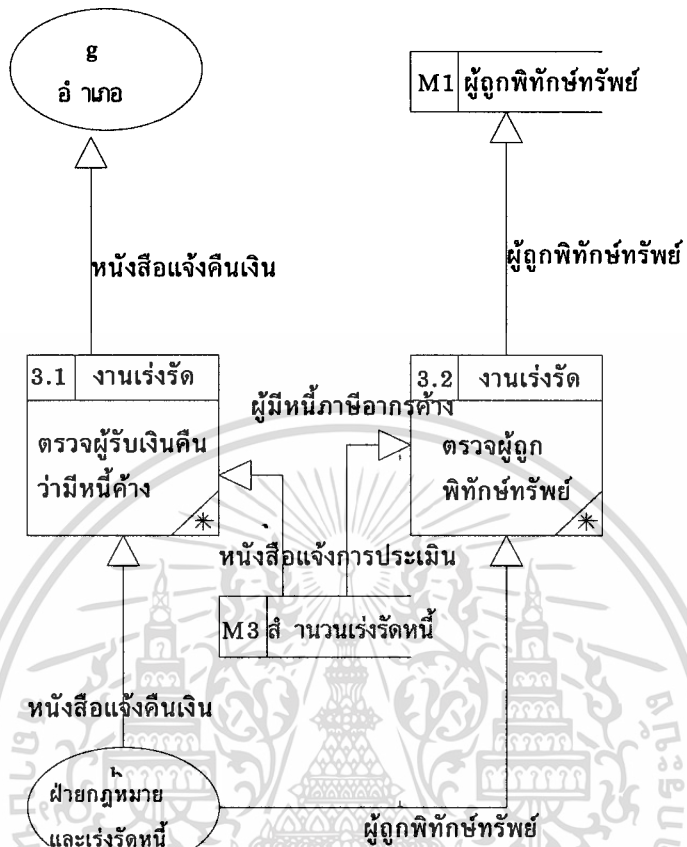 g
อำเภอ
M1 ผู้ถูกพิทักษ์ทรัพย์
หนังสือแจ้งคืนเงิน
ผู้ถูกพิทักษ์ทรัพย์
3.1 งานเร่งรัด
ตรวจผู้รับเงินคืน
ว่ามีหนี้ค้าง
*
ผู้มีหนี้ภาษีอากรค้าง
3.2 งานเร่งรัด
ตรวจผู้ถูก
พิทักษ์ทรัพย์
*
หนังสือแจ้งการประเมิน
M3 สำนวนเร่งรัดหนี้
หนังสือแจ้งคืนเงิน
ฝ่ายกฎหมาย
และเร่งรัดหนี้
ผู้ถูกพิทักษ์ทรัพย์